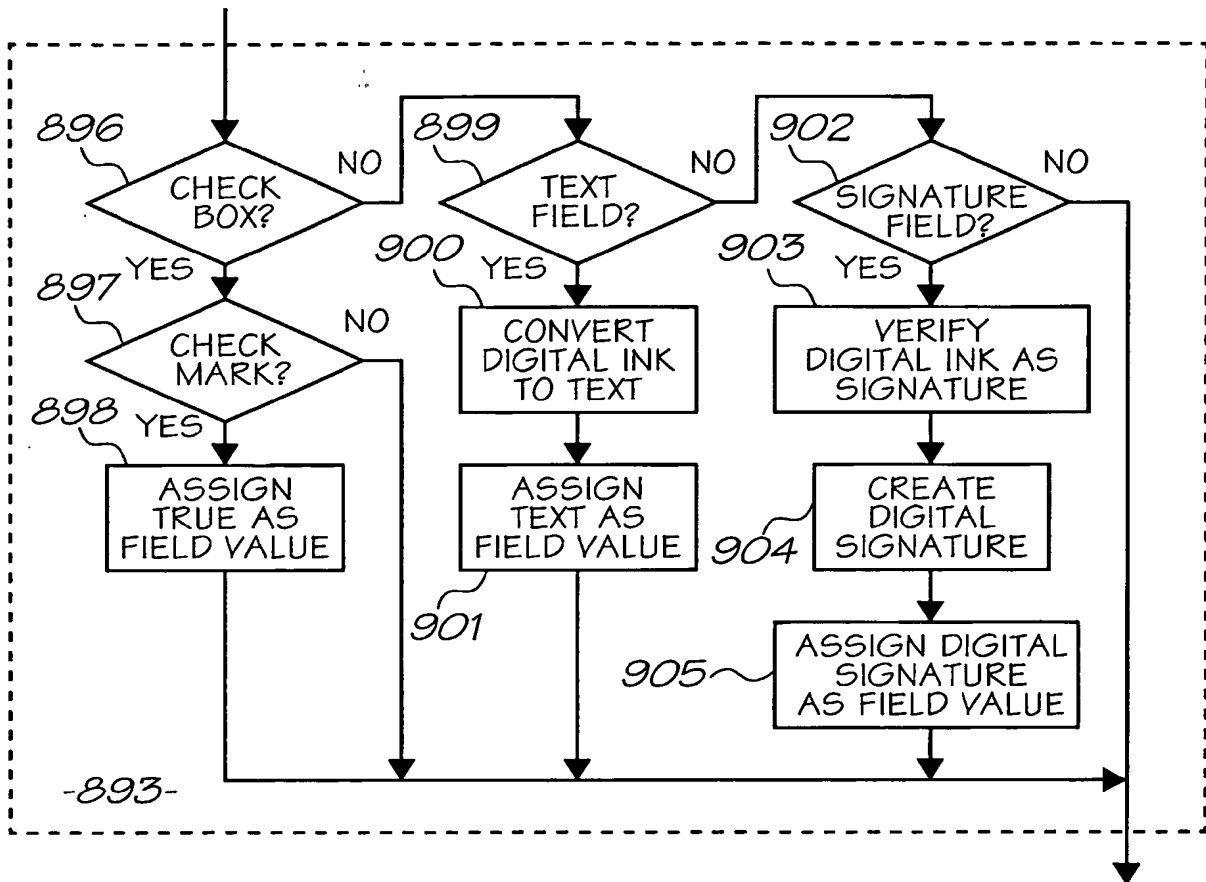 896
CHECK
BOX?
NO
YES
897
CHECK
MARK?
NO
YES
898
ASSIGN
TRUE AS
FIELD VALUE
899
TEXT
FIELD?
NO
YES
900
CONVERT
DIGITAL INK
TO TEXT
ASSIGN
TEXT AS
FIELD VALUE
901
902
SIGNATURE
FIELD?
NO
YES
903
VERIFY
DIGITAL INK AS
SIGNATURE
CREATE
DIGITAL
SIGNATURE
904
ASSIGN DIGITAL
SIGNATURE
AS FIELD VALUE
905
-893-